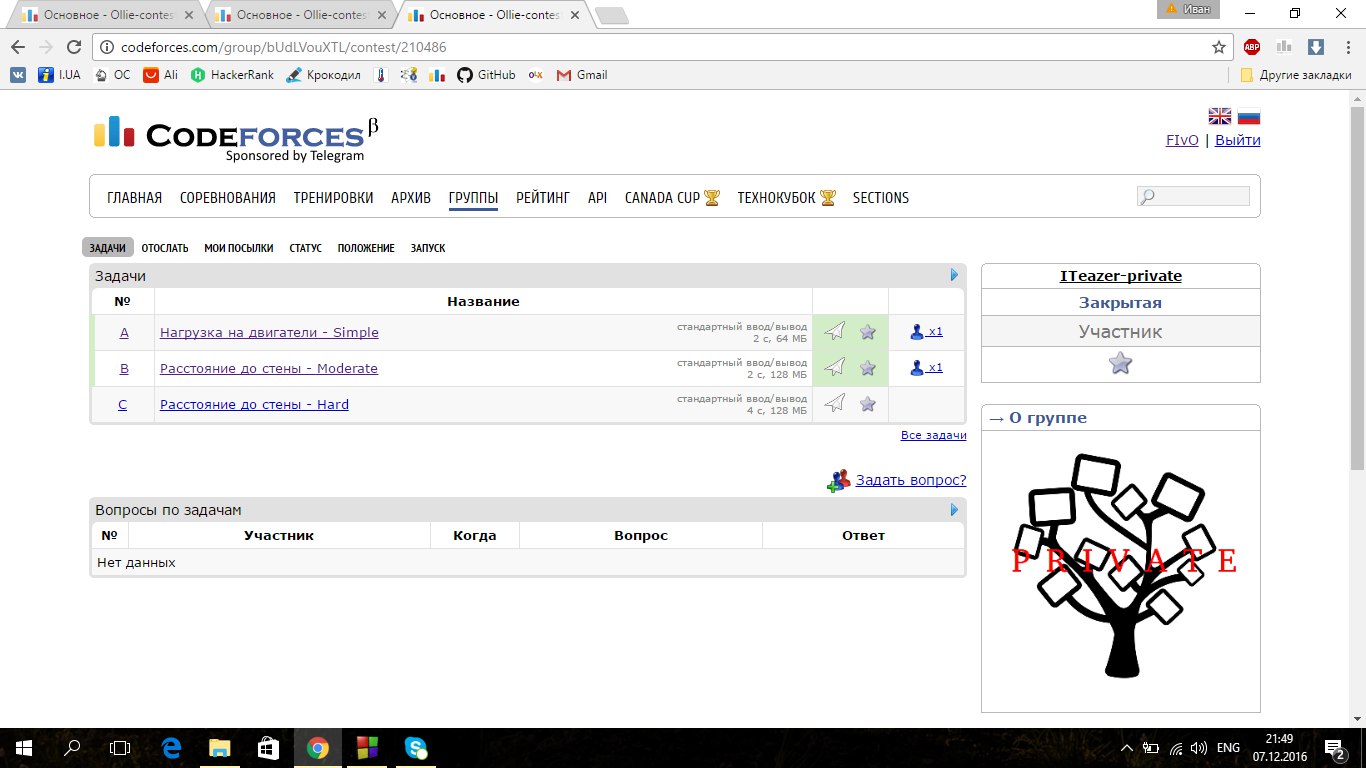 Основное - Ollie-contes Основное - Ollie-contes Основное - Ollie-contes Иван
codeforces.com/group/bUdLVouXTL/contest/210486 ABP
I.UA ОС Ali HackerRank Крокодил GitHub olx Gmail Другие закладки
CODEFORCES β
Sponsored by Telegram
FIvO | Выйти
ГЛАВНАЯ СОРЕВНОВАНИЯ ТРЕНИРОВКИ АРХИВ ГРУППЫ РЕЙТИНГ API CANADA CUP ТЕХНОКУБОК SECTIONS
ЗАДАЧИ ОТОСЛАТЬ МОИ ПОСЫЛКИ СТАТУС ПОЛОЖЕНИЕ ЗАПУСК
Задачи
№ Название
A Нагрузка на двигатели - Simple стандартный ввод/вывод
2 с, 64 МБ
x1
B Расстояние до стены - Moderate стандартный ввод/вывод
2 с, 128 МБ
x1
C Расстояние до стены - Hard стандартный ввод/вывод
4 с, 128 МБ
Все задачи
Задать вопрос?
Вопросы по задачам
№ Участник Когда Вопрос Ответ
Нет данных
ITeazer-private
Закрытая
Участник
→ О группе
PRIVATE
ENG
21:49
07.12.2016
2